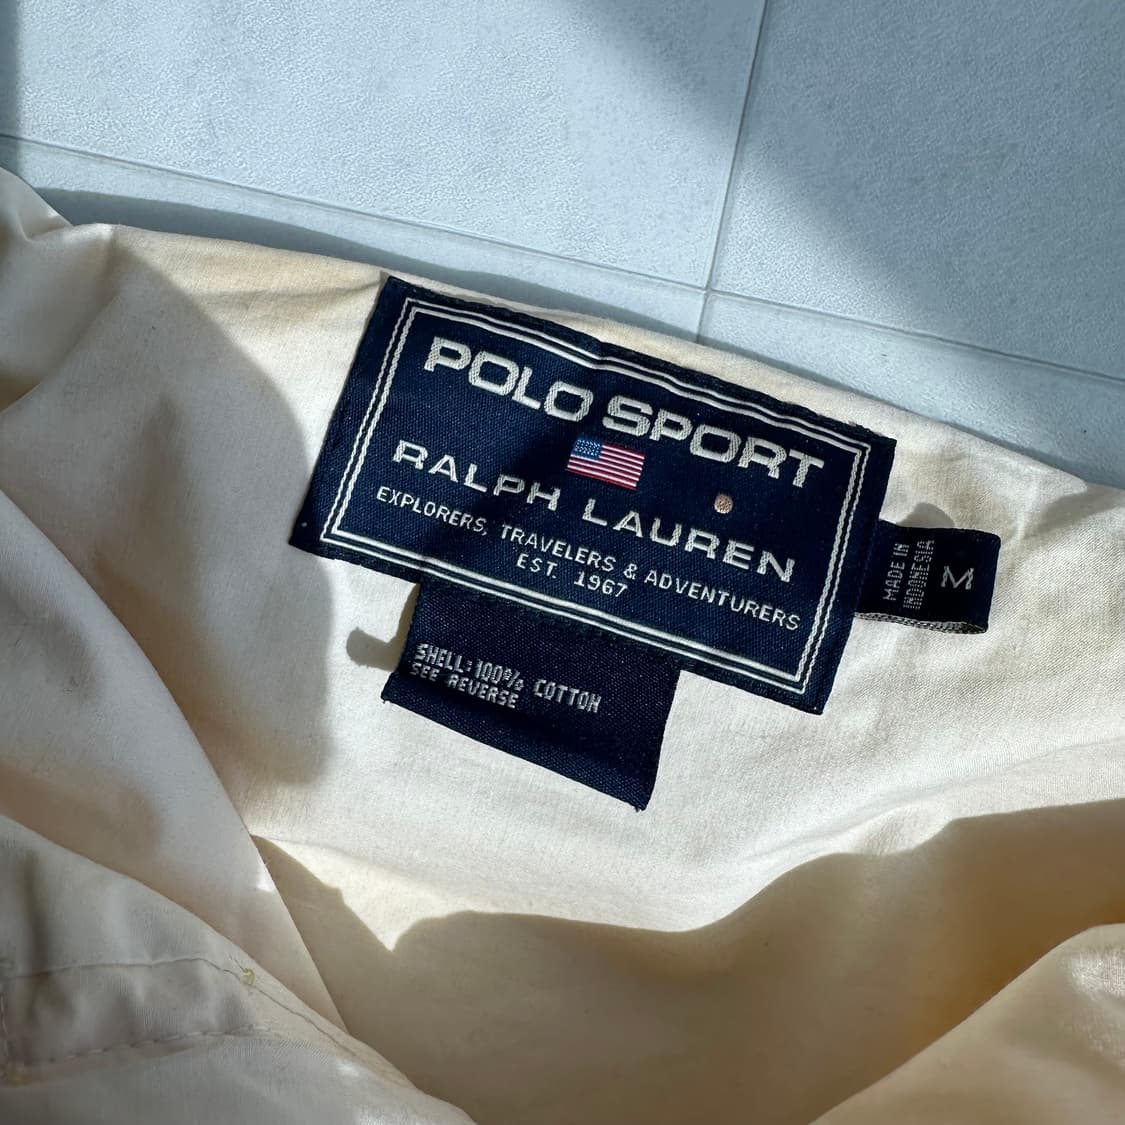 POLO SPORT
RALPH LAUREN
EXPLORERS, TRAVELERS & ADVENTURERS
EST. 1967
MADE IN
INDONESIA
M
SHELL: 100% COTTON
SEE REVERSE